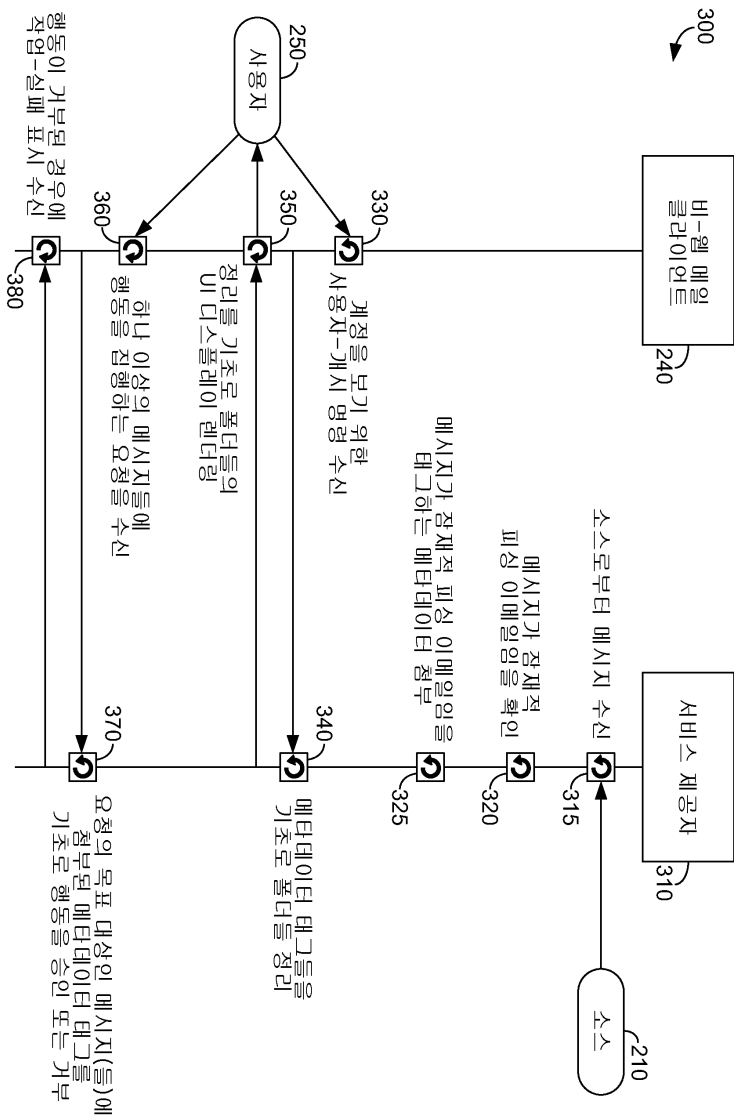 300
비-웹 메일
클라이언트
240
서비스 제공자
310
소스
210
소스로부터 메시지 수신
315
메시지가 잠재적
피싱 이메일임을 확인
320
메시지가 잠재적 피싱 이메일임을
태그하는 메타데이터 첨부
325
사용자
250
330
계정을 보기 위한
사용자-개시 명령 수신
340
메타데이터 태그들을
기초로 폴더들 정리
350
정리를 기초로 폴더들의
UI 디스플레이 렌더링
360
하나 이상의 메시지들에
행동을 집행하는 요청을 수신
370
요청의 목표 대상인 메시지(들)에
첨부된 메타데이터 태그를
기초로 행동을 승인 또는 거부
행동이 거부된 경우에
작업-실패 표시 수신
380